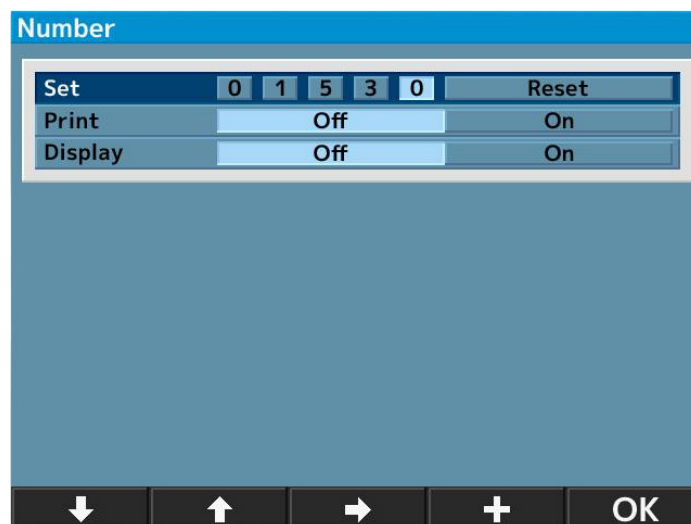 Number
Set 0 1 5 3 0 Reset
Print Off On
Display Off On
OK